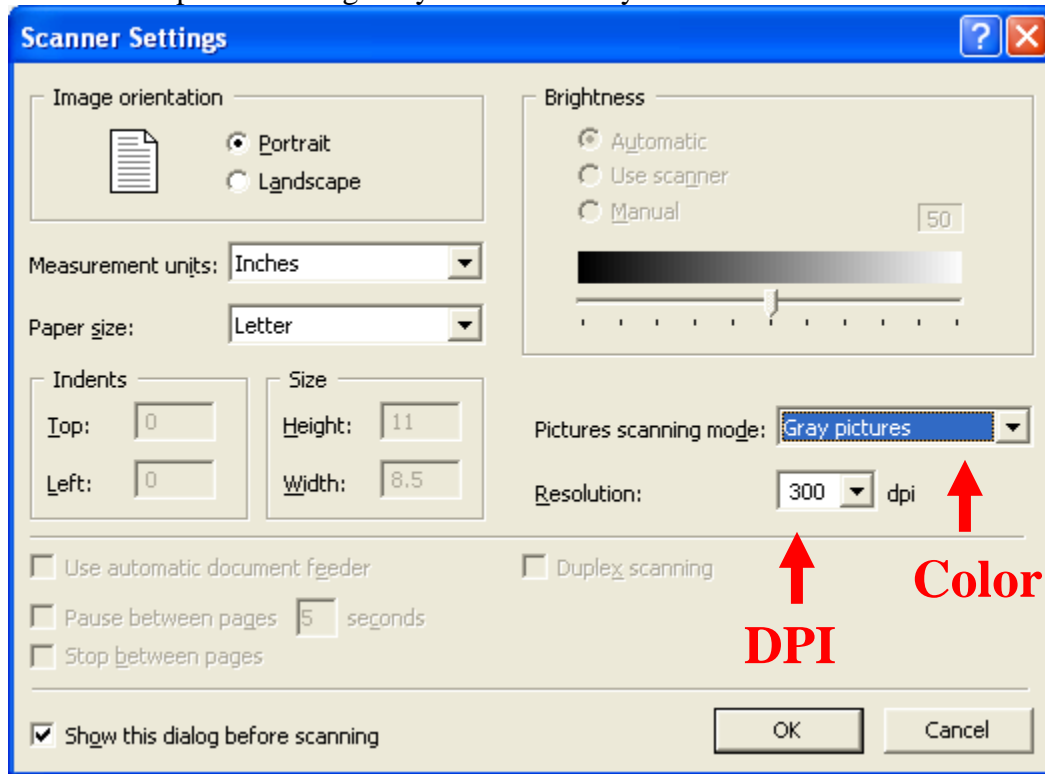 Scanner Settings
Image orientation
Portrait
Landscape
Measurement units: Inches
Paper size: Letter
Indents
Top: 0
Left: 0
Size
Height: 11
Width: 8.5
Brightness
Automatic
Use scanner
Manual 50
Pictures scanning mode: Gray pictures
Resolution: 300 dpi
Color
DPI
Use automatic document feeder
Duplex scanning
Pause between pages 5 seconds
Stop between pages
Show this dialog before scanning
OK Cancel